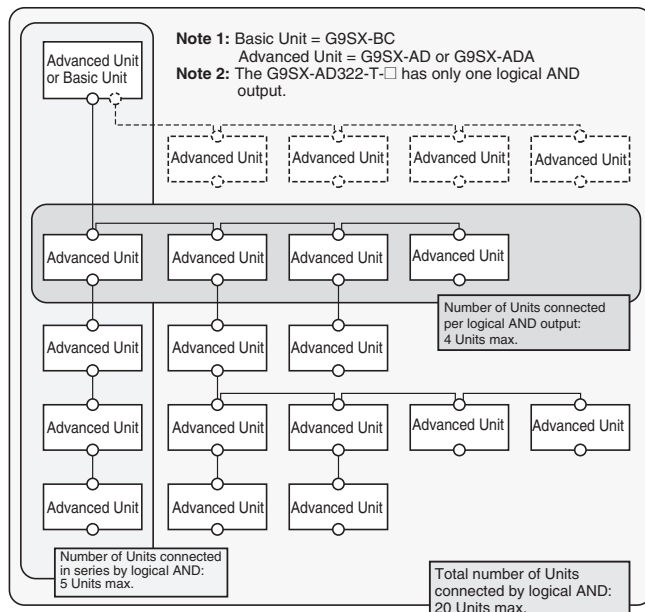 Note 1: Basic Unit = G9SX-BC
Advanced Unit = G9SX-AD or G9SX-ADA
Note 2: The G9SX-AD322-T-□ has only one logical AND
output.
Advanced Unit
or Basic Unit
Advanced Unit
Advanced Unit
Advanced Unit
Advanced Unit
Advanced Unit
Advanced Unit
Advanced Unit
Advanced Unit
Number of Units connected
per logical AND output:
4 Units max.
Advanced Unit
Advanced Unit
Advanced Unit
Advanced Unit
Advanced Unit
Advanced Unit
Advanced Unit
Advanced Unit
Advanced Unit
Advanced Unit
Advanced Unit
Number of Units connected
in series by logical AND:
5 Units max.
Total number of Units
connected by logical AND:
20 Units max.